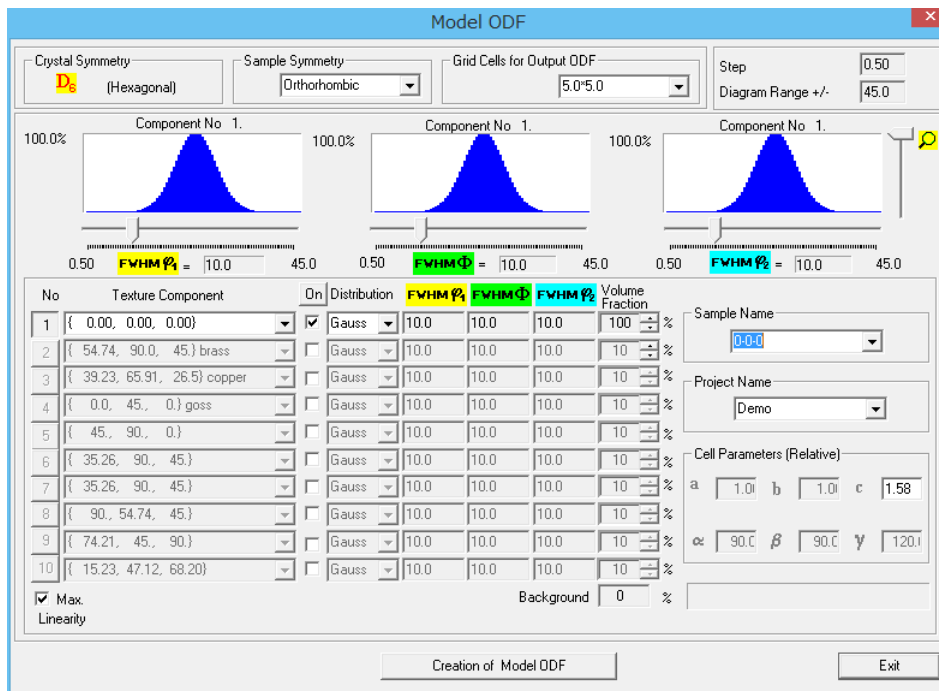 Model ODF
Crystal Symmetry
D6 (Hexagonal)
Sample Symmetry
Orthorhombic
Grid Cells for Output ODF
5.0*5.0
Step 0.50
Diagram Range +/- 45.0
Component No 1.
100.0%
Component No 1.
100.0%
Component No 1.
100.0%
0.50 FWHM φ1 = 10.0 45.0
0.50 FWHM Φ = 10.0 45.0
0.50 FWHM φ2 = 10.0 45.0
No Texture Component On Distribution FWHM φ1 FWHM Φ FWHM φ2 Volume Fraction
1 { 0.00, 0.00, 0.00} Gauss 10.0 10.0 10.0 100 %
2 { 54.74, 90.0, 45.} brass Gauss 10.0 10.0 10.0 10 %
3 { 39.23, 65.91, 26.5} copper Gauss 10.0 10.0 10.0 10 %
4 { 0.0, 45., 0.} goss Gauss 10.0 10.0 10.0 10 %
5 { 45., 90., 0.} Gauss 10.0 10.0 10.0 10 %
6 { 35.26, 90., 45.} Gauss 10.0 10.0 10.0 10 %
7 { 35.26, 90., 45.} Gauss 10.0 10.0 10.0 10 %
8 { 90., 54.74, 45.} Gauss 10.0 10.0 10.0 10 %
9 { 74.21, 45., 90.} Gauss 10.0 10.0 10.0 10 %
10 { 15.23, 47.12, 68.20} Gauss 10.0 10.0 10.0 10 %
Max. Linearity
Background 0 %
Sample Name
0-0-0
Project Name
Demo
Cell Parameters (Relative)
a 1.0 b 1.0 c 1.58
α 90.0 β 90.0 γ 120.
Creation of Model ODF
Exit